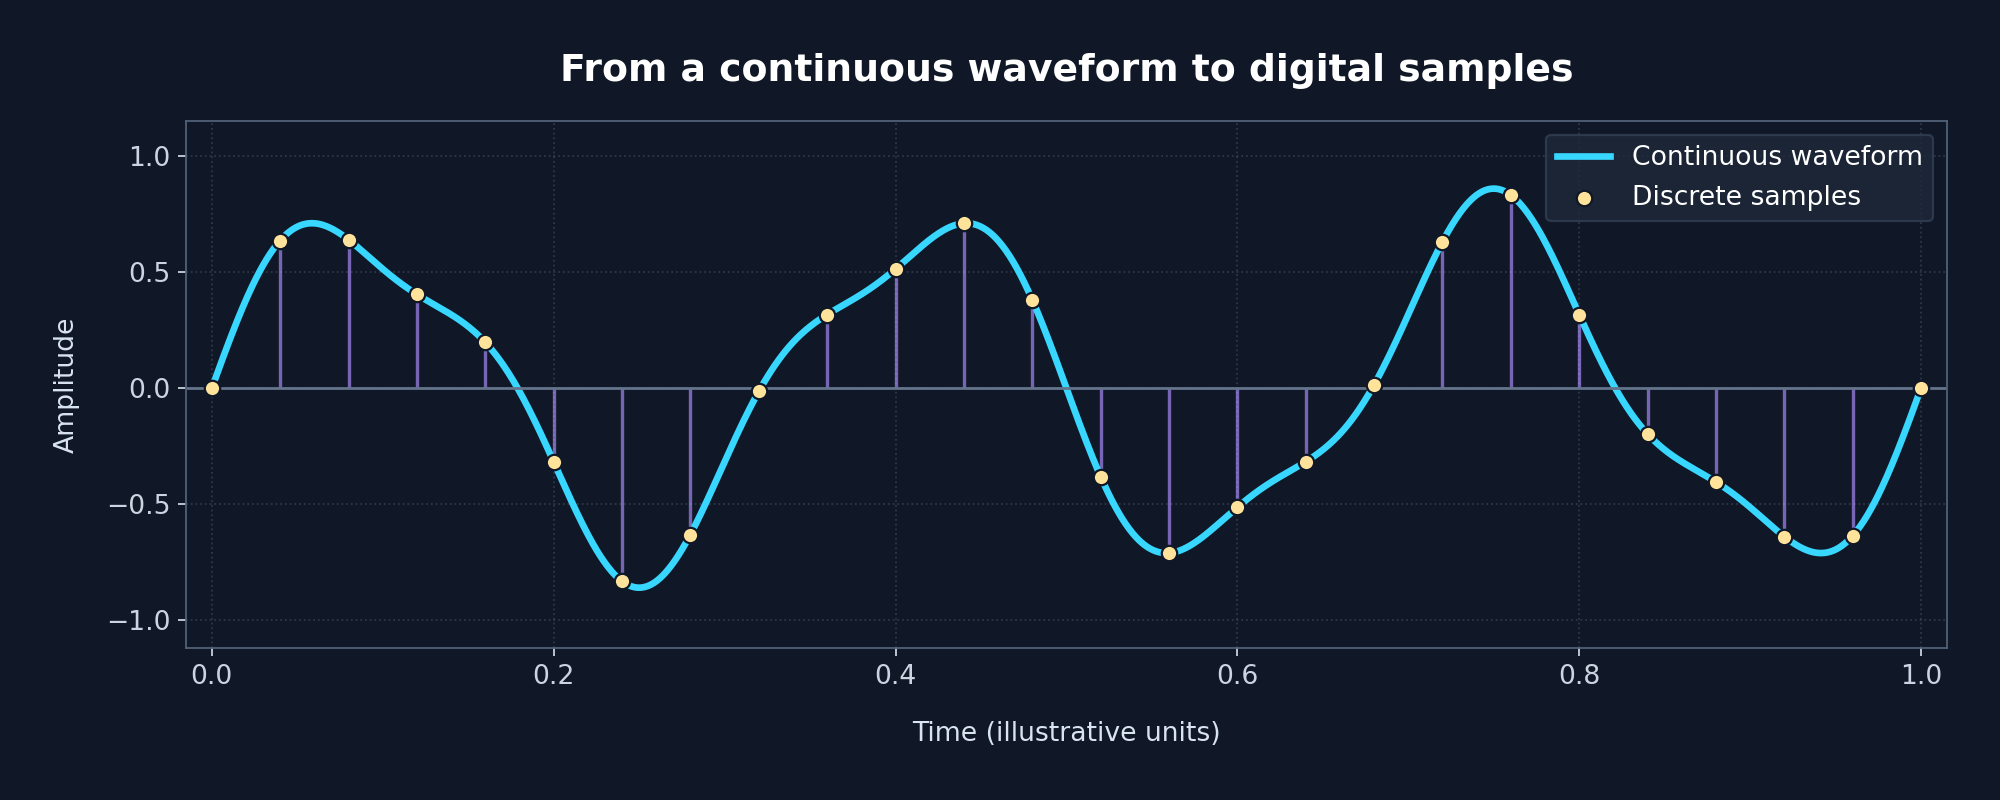 From a continuous waveform to digital samples
Continuous waveform
Discrete samples
1.0
0.5
0.0
−0.5
−1.0
Amplitude
0.0 0.2 0.4 0.6 0.8 1.0
Time (illustrative units)